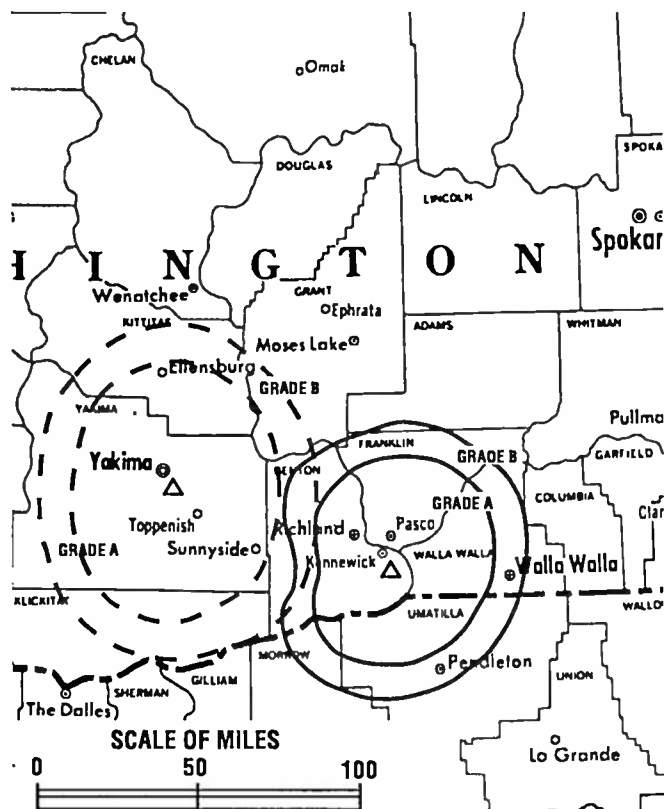 CHELAN
Omak
DOUGLAS
SPOKA
LINCOLN
Spokan
H I N G T O N
Wenatchee
GRANT
Ephrata
KITTITAS
ADAMS
WHITMAN
Moses Lake
Ellensburg
GRADE B
YAKIMA
Pullma
FRANKLIN
GRADE B
GARFIELD
Yakima
BENTON
GRADE A
COLUMBIA
Toppenish
Richland
Pasco
Clar
GRADE A
Sunnyside
Kennewick
WALLA WALLA
Walla Walla
KLICKITAT
UMATILLA
WALLOW
MORROW
Pendleton
GILLIAM
UNION
SHERMAN
The Dalles
SCALE OF MILES
La Grande
0 50 100